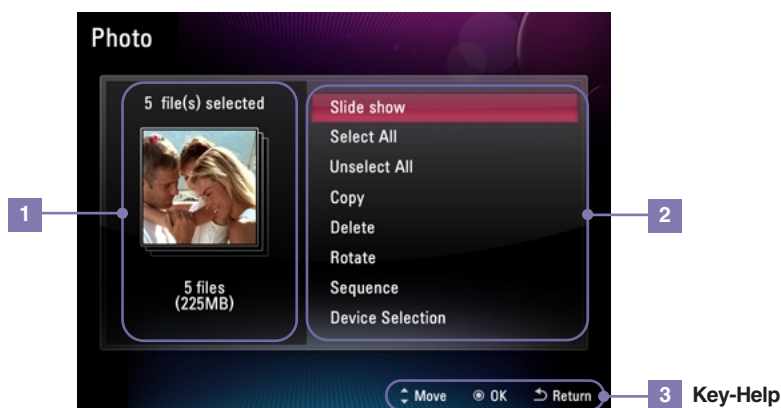 Photo
5 file(s) selected
5 files
(225MB)
Slide show
Select All
Unselect All
Copy
Delete
Rotate
Sequence
Device Selection
1
2
Move OK Return
3 Key-Help